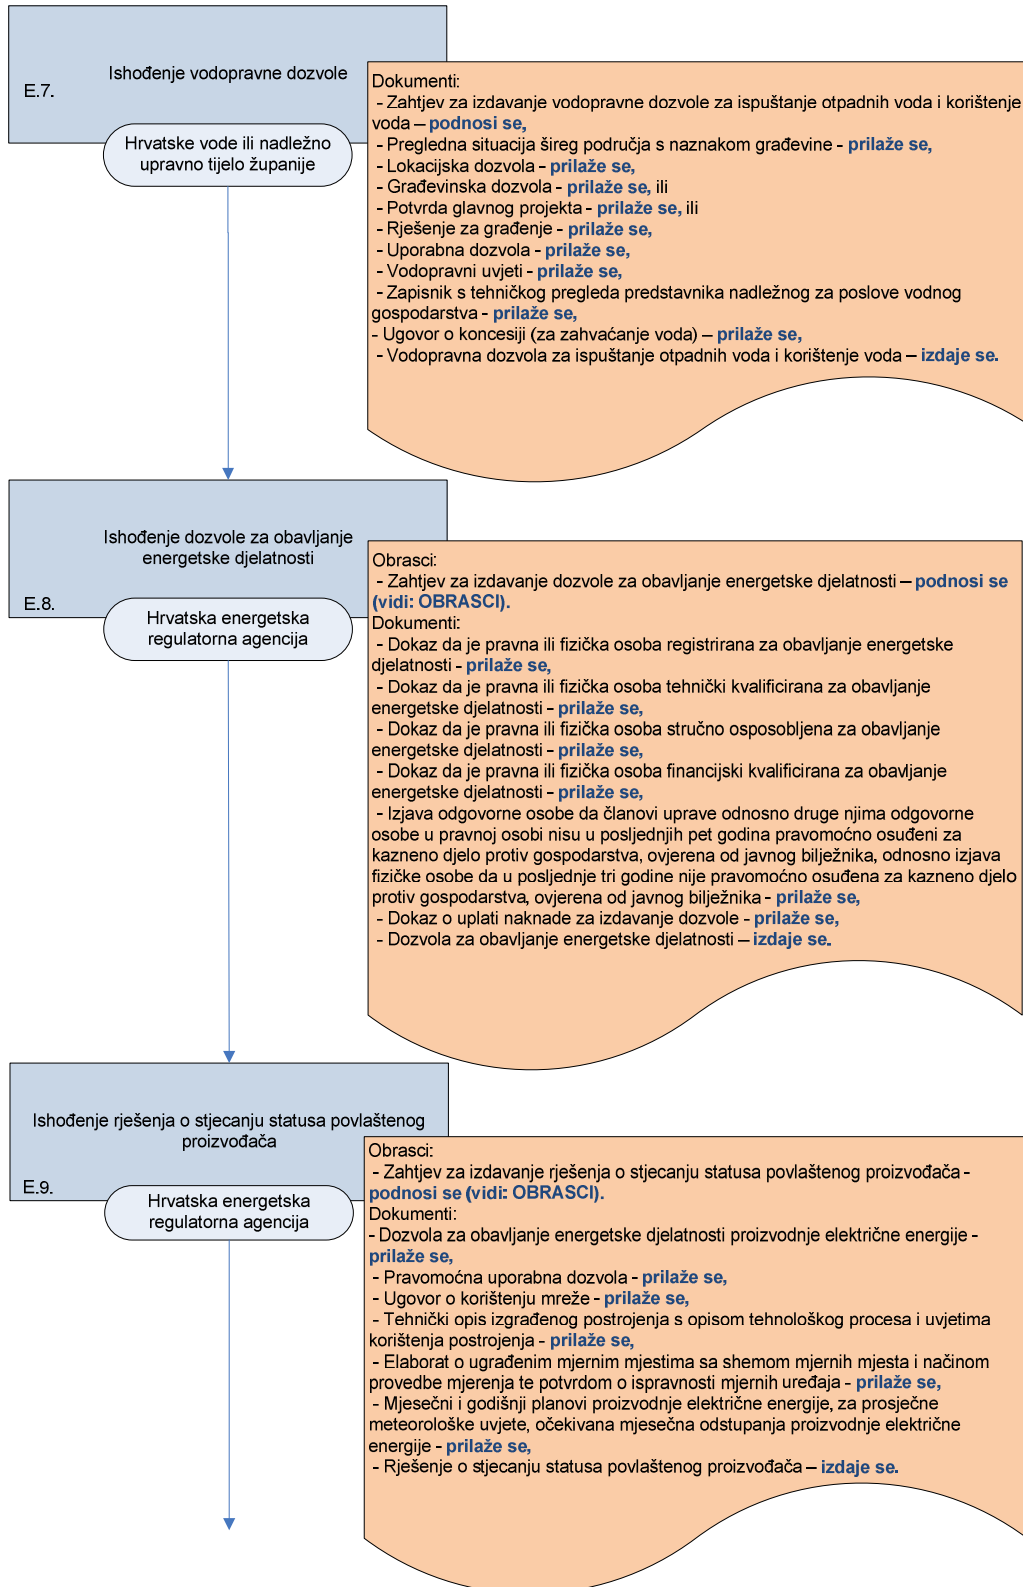 Ishođenje vodopravne dozvole
E.7.
Hrvatske vode ili nadležno
upravno tijelo županije
Dokumenti:
- Zahtjev za izdavanje vodopravne dozvole za ispuštanje otpadnih voda i korištenje
voda – podnosi se,
- Pregledna situacija šireg područja s naznakom građevine - prilaže se,
- Lokacijska dozvola - prilaže se,
- Građevinska dozvola - prilaže se, ili
- Potvrda glavnog projekta - prilaže se, ili
- Rješenje za građenje - prilaže se,
- Uporabna dozvola - prilaže se,
- Vodopravni uvjeti - prilaže se,
- Zapisnik s tehničkog pregleda predstavnika nadležnog za poslove vodnog
gospodarstva - prilaže se,
- Ugovor o koncesiji (za zahvaćanje voda) – prilaže se,
- Vodopravna dozvola za ispuštanje otpadnih voda i korištenje voda – izdaje se.
Ishođenje dozvole za obavljanje
energetske djelatnosti
E.8.
Hrvatska energetska
regulatorna agencija
Obrasci:
- Zahtjev za izdavanje dozvole za obavljanje energetske djelatnosti – podnosi se
(vidi: OBRASCI).
Dokumenti:
- Dokaz da je pravna ili fizička osoba registrirana za obavljanje energetske
djelatnosti - prilaže se,
- Dokaz da je pravna ili fizička osoba tehnički kvalificirana za obavljanje
energetske djelatnosti - prilaže se,
- Dokaz da je pravna ili fizička osoba stručno osposobljena za obavljanje
energetske djelatnosti - prilaže se,
- Dokaz da je pravna ili fizička osoba financijski kvalificirana za obavljanje
energetske djelatnosti - prilaže se,
- Izjava odgovorne osobe da članovi uprave odnosno druge njima odgovorne
osobe u pravnoj osobi nisu u posljednjih pet godina pravomoćno osuđeni za
kazneno djelo protiv gospodarstva, ovjerena od javnog bilježnika, odnosno izjava
fizičke osobe da u posljednje tri godine nije pravomoćno osuđena za kazneno djelo
protiv gospodarstva, ovjerena od javnog bilježnika - prilaže se,
- Dokaz o uplati naknade za izdavanje dozvole - prilaže se,
- Dozvola za obavljanje energetske djelatnosti – izdaje se.
Ishođenje rješenja o stjecanju statusa povlaštenog
proizvođača
E.9.
Hrvatska energetska
regulatorna agencija
Obrasci:
- Zahtjev za izdavanje rješenja o stjecanju statusa povlaštenog proizvođača -
podnosi se (vidi: OBRASCI).
Dokumenti:
- Dozvola za obavljanje energetske djelatnosti proizvodnje električne energije -
prilaže se,
- Pravomoćna uporabna dozvola - prilaže se,
- Ugovor o korištenju mreže - prilaže se,
- Tehnički opis izgrađenog postrojenja s opisom tehnološkog procesa i uvjetima
korištenja postrojenja - prilaže se,
- Elaborat o ugrađenim mjernim mjestima sa shemom mjernih mjesta i načinom
provedbe mjerenja te potvrdom o ispravnosti mjernih uređaja - prilaže se,
- Mjesečni i godišnji planovi proizvodnje električne energije, za prosječne
meteorološke uvjete, očekivana mjesečna odstupanja proizvodnje električne
energije - prilaže se,
- Rješenje o stjecanju statusa povlaštenog proizvođača – izdaje se.